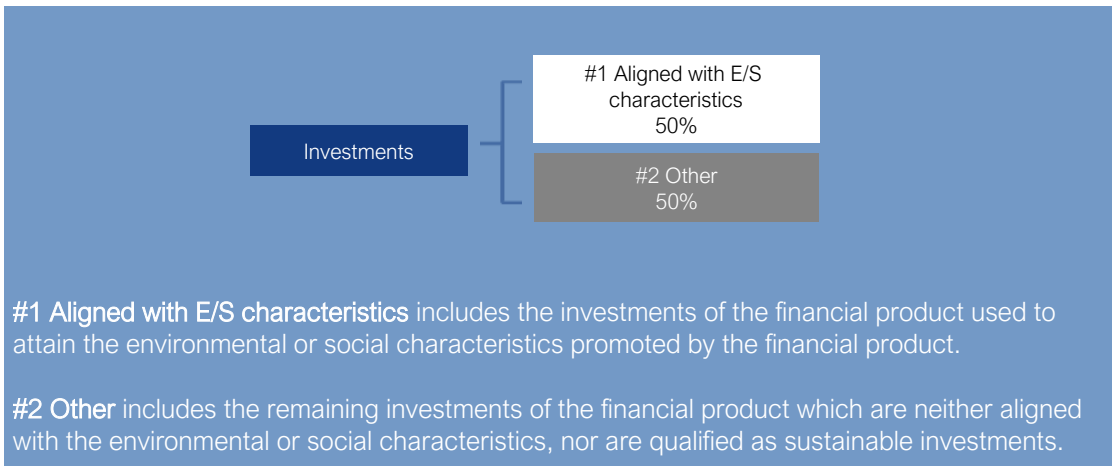 #1 Aligned with E/S
characteristics
50%
Investments
#2 Other
50%
#1 Aligned with E/S characteristics includes the investments of the financial product used to
attain the environmental or social characteristics promoted by the financial product.
#2 Other includes the remaining investments of the financial product which are neither aligned
with the environmental or social characteristics, nor are qualified as sustainable investments.